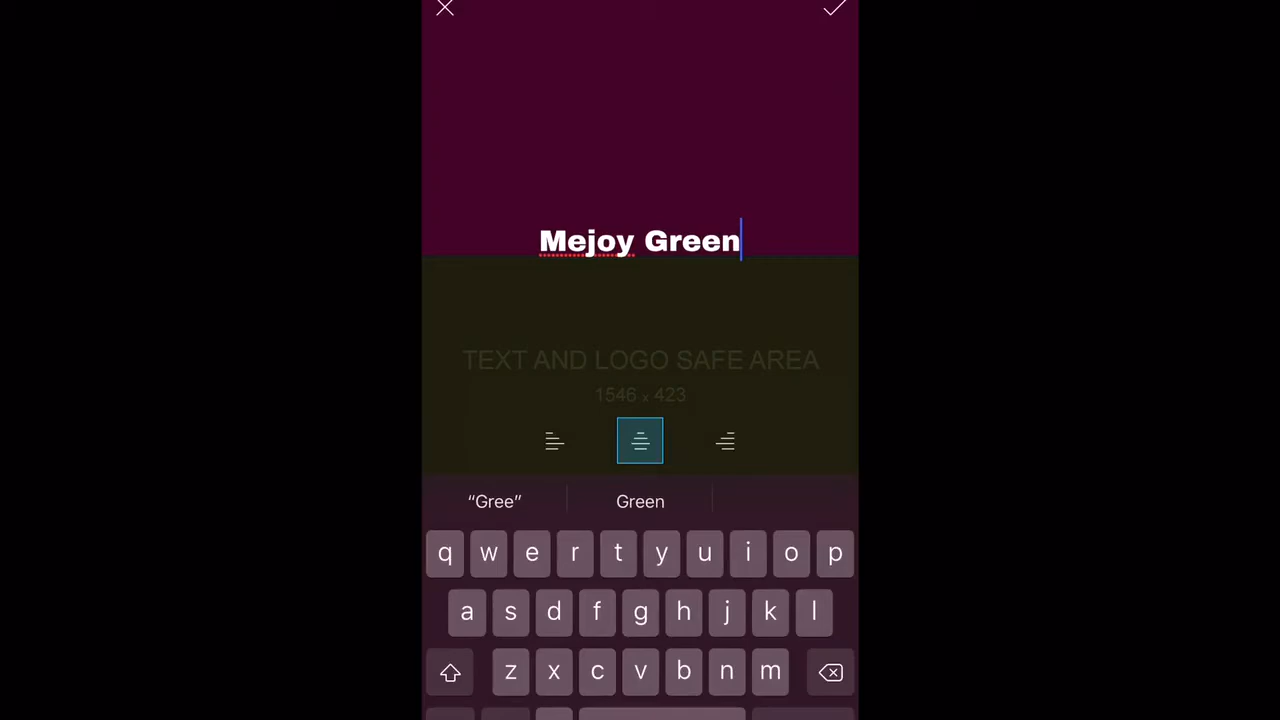 Mejoy Green
TEXT AND LOGO SAFE AREA
1546 x 423
“Gree” Green
q w e r t y u i o p
a s d f g h j k l
z x c v b n m